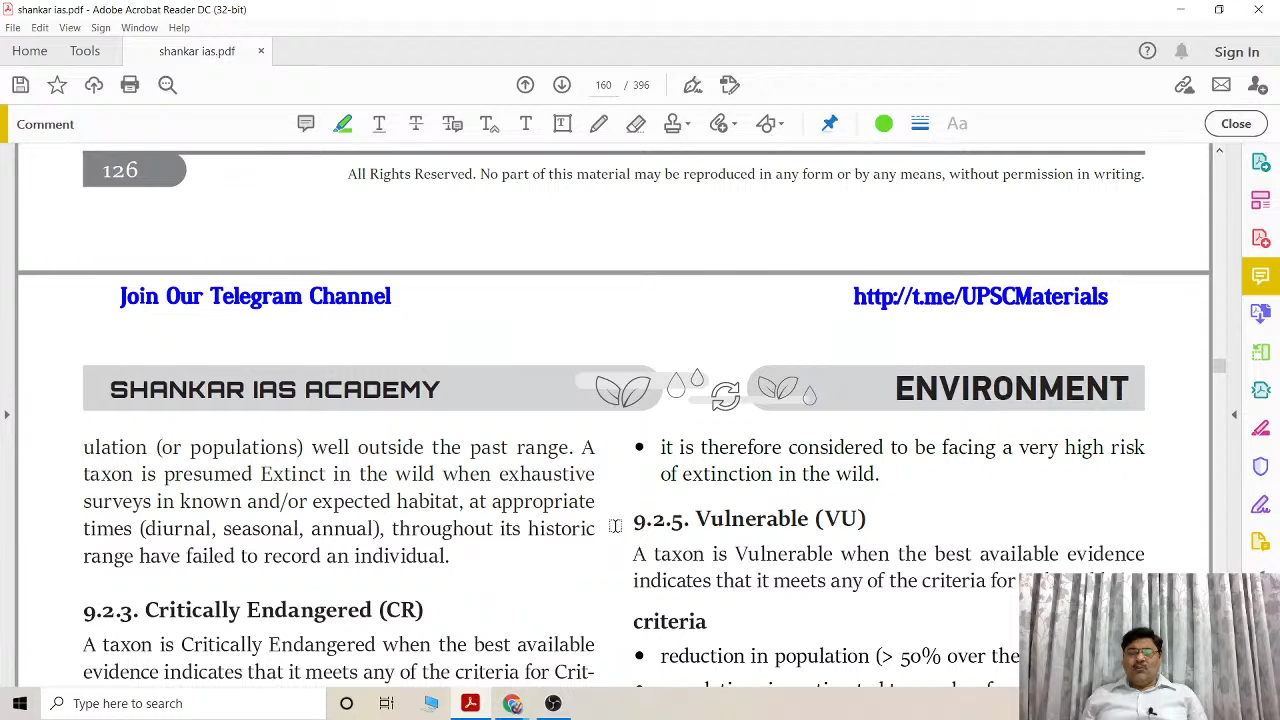 shankar ias.pdf - Adobe Acrobat Reader DC (32-bit)
File Edit View Sign Window Help
Home Tools shankar ias.pdf × Sign In
160 / 396
Comment Aa Close
126
All Rights Reserved. No part of this material may be reproduced in any form or by any means, without permission in writing.
Join Our Telegram Channel http://t.me/UPSCMaterials
SHANKAR IAS ACADEMY ENVIRONMENT
ulation (or populations) well outside the past range. A
taxon is presumed Extinct in the wild when exhaustive
surveys in known and/or expected habitat, at appropriate
times (diurnal, seasonal, annual), throughout its historic
range have failed to record an individual.
9.2.3. Critically Endangered (CR)
A taxon is Critically Endangered when the best available
evidence indicates that it meets any of the criteria for Crit-
• it is therefore considered to be facing a very high risk
of extinction in the wild.
9.2.5. Vulnerable (VU)
A taxon is Vulnerable when the best available evidence
indicates that it meets any of the criteria for
criteria
• reduction in population (> 50% over the
Type here to search